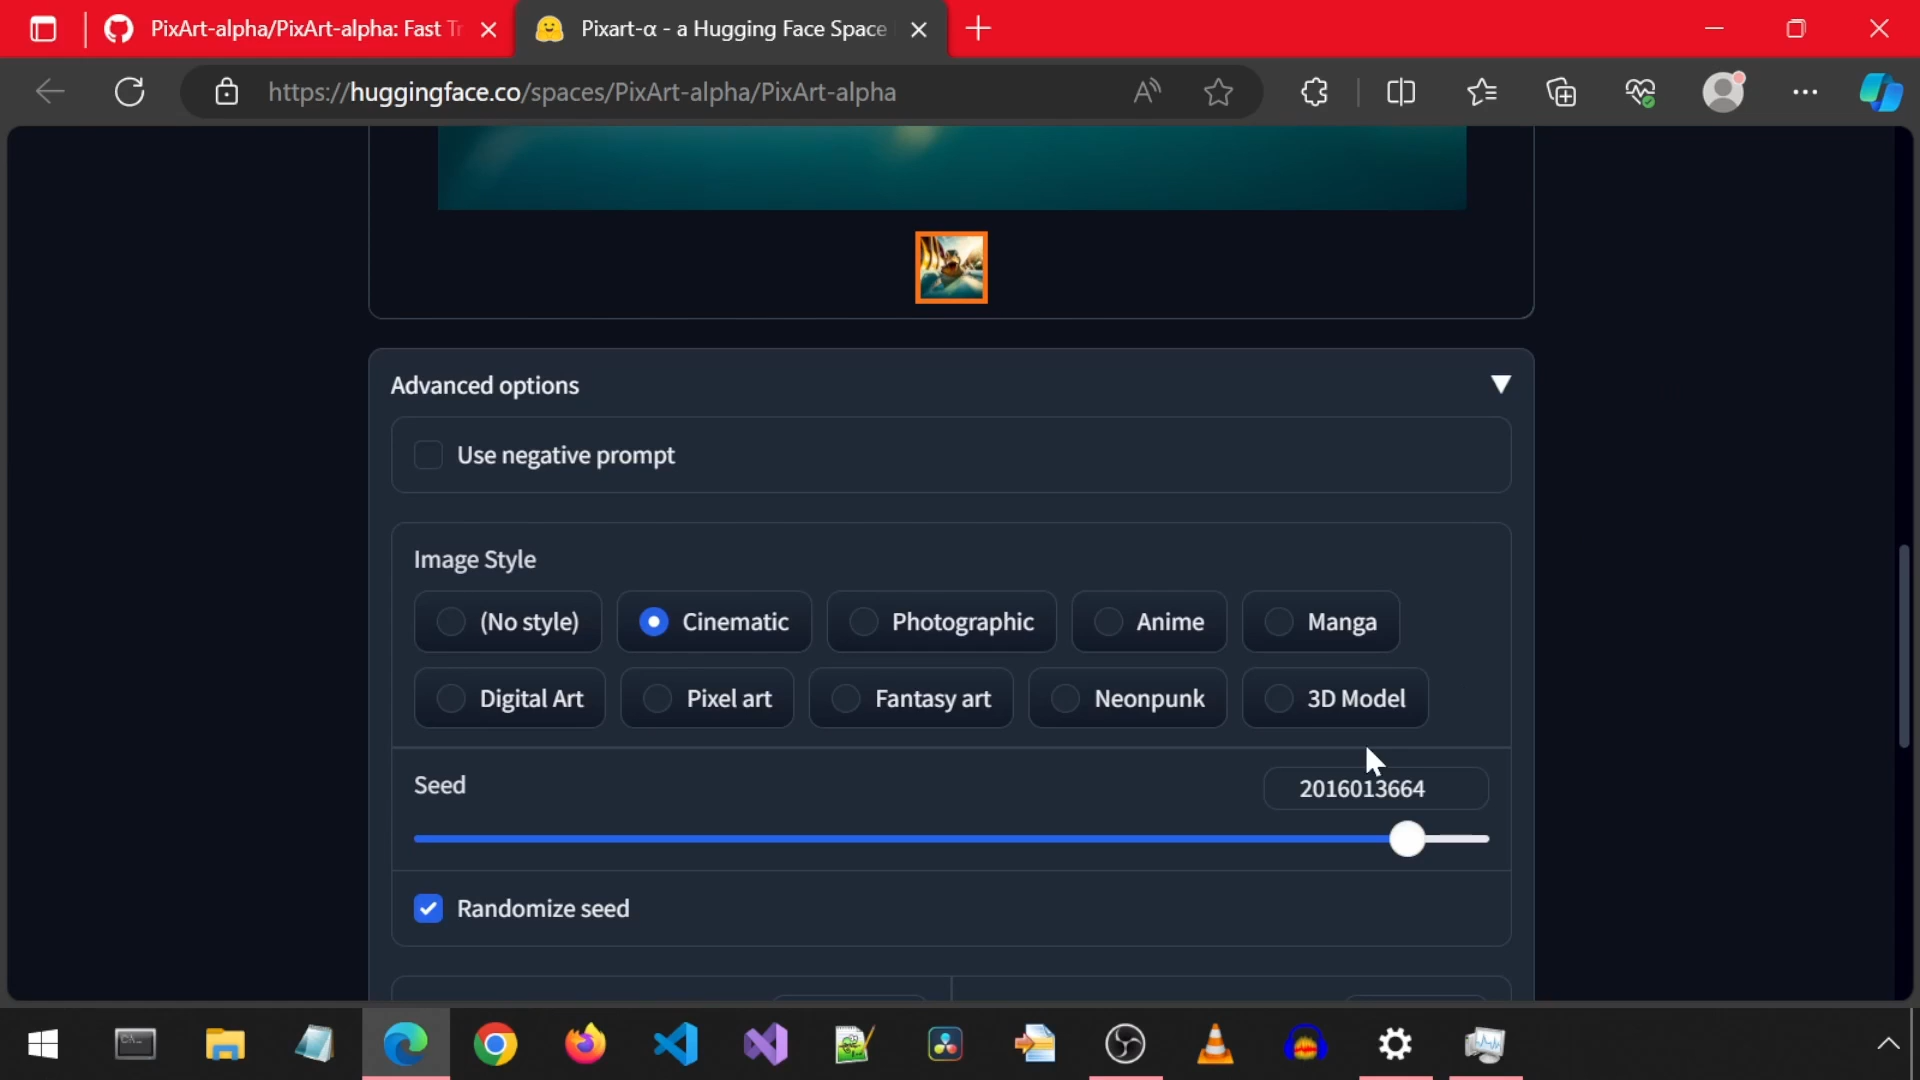 PixArt-alpha/PixArt-alpha: Fast Tr
Pixart-α - a Hugging Face Space
https://huggingface.co/spaces/PixArt-alpha/PixArt-alpha
Advanced options
Use negative prompt
Image Style
(No style) Cinematic Photographic Anime Manga
Digital Art Pixel art Fantasy art Neonpunk 3D Model
Seed 2016013664
Randomize seed